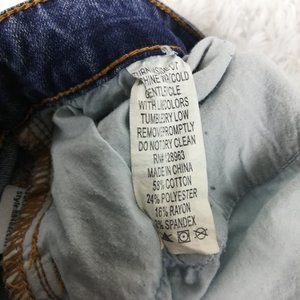 TURN INSIDE OUT
MACHINE W COLD
GENTLE CYCLE
WITH LIKE COLORS
TUMBLE DRY LOW
REMOVE PROMPTLY
DO NOT DRY CLEAN
RN# 128963
MADE IN CHINA
58% COTTON
24% POLYESTER
16% RAYON
2% SPANDEX